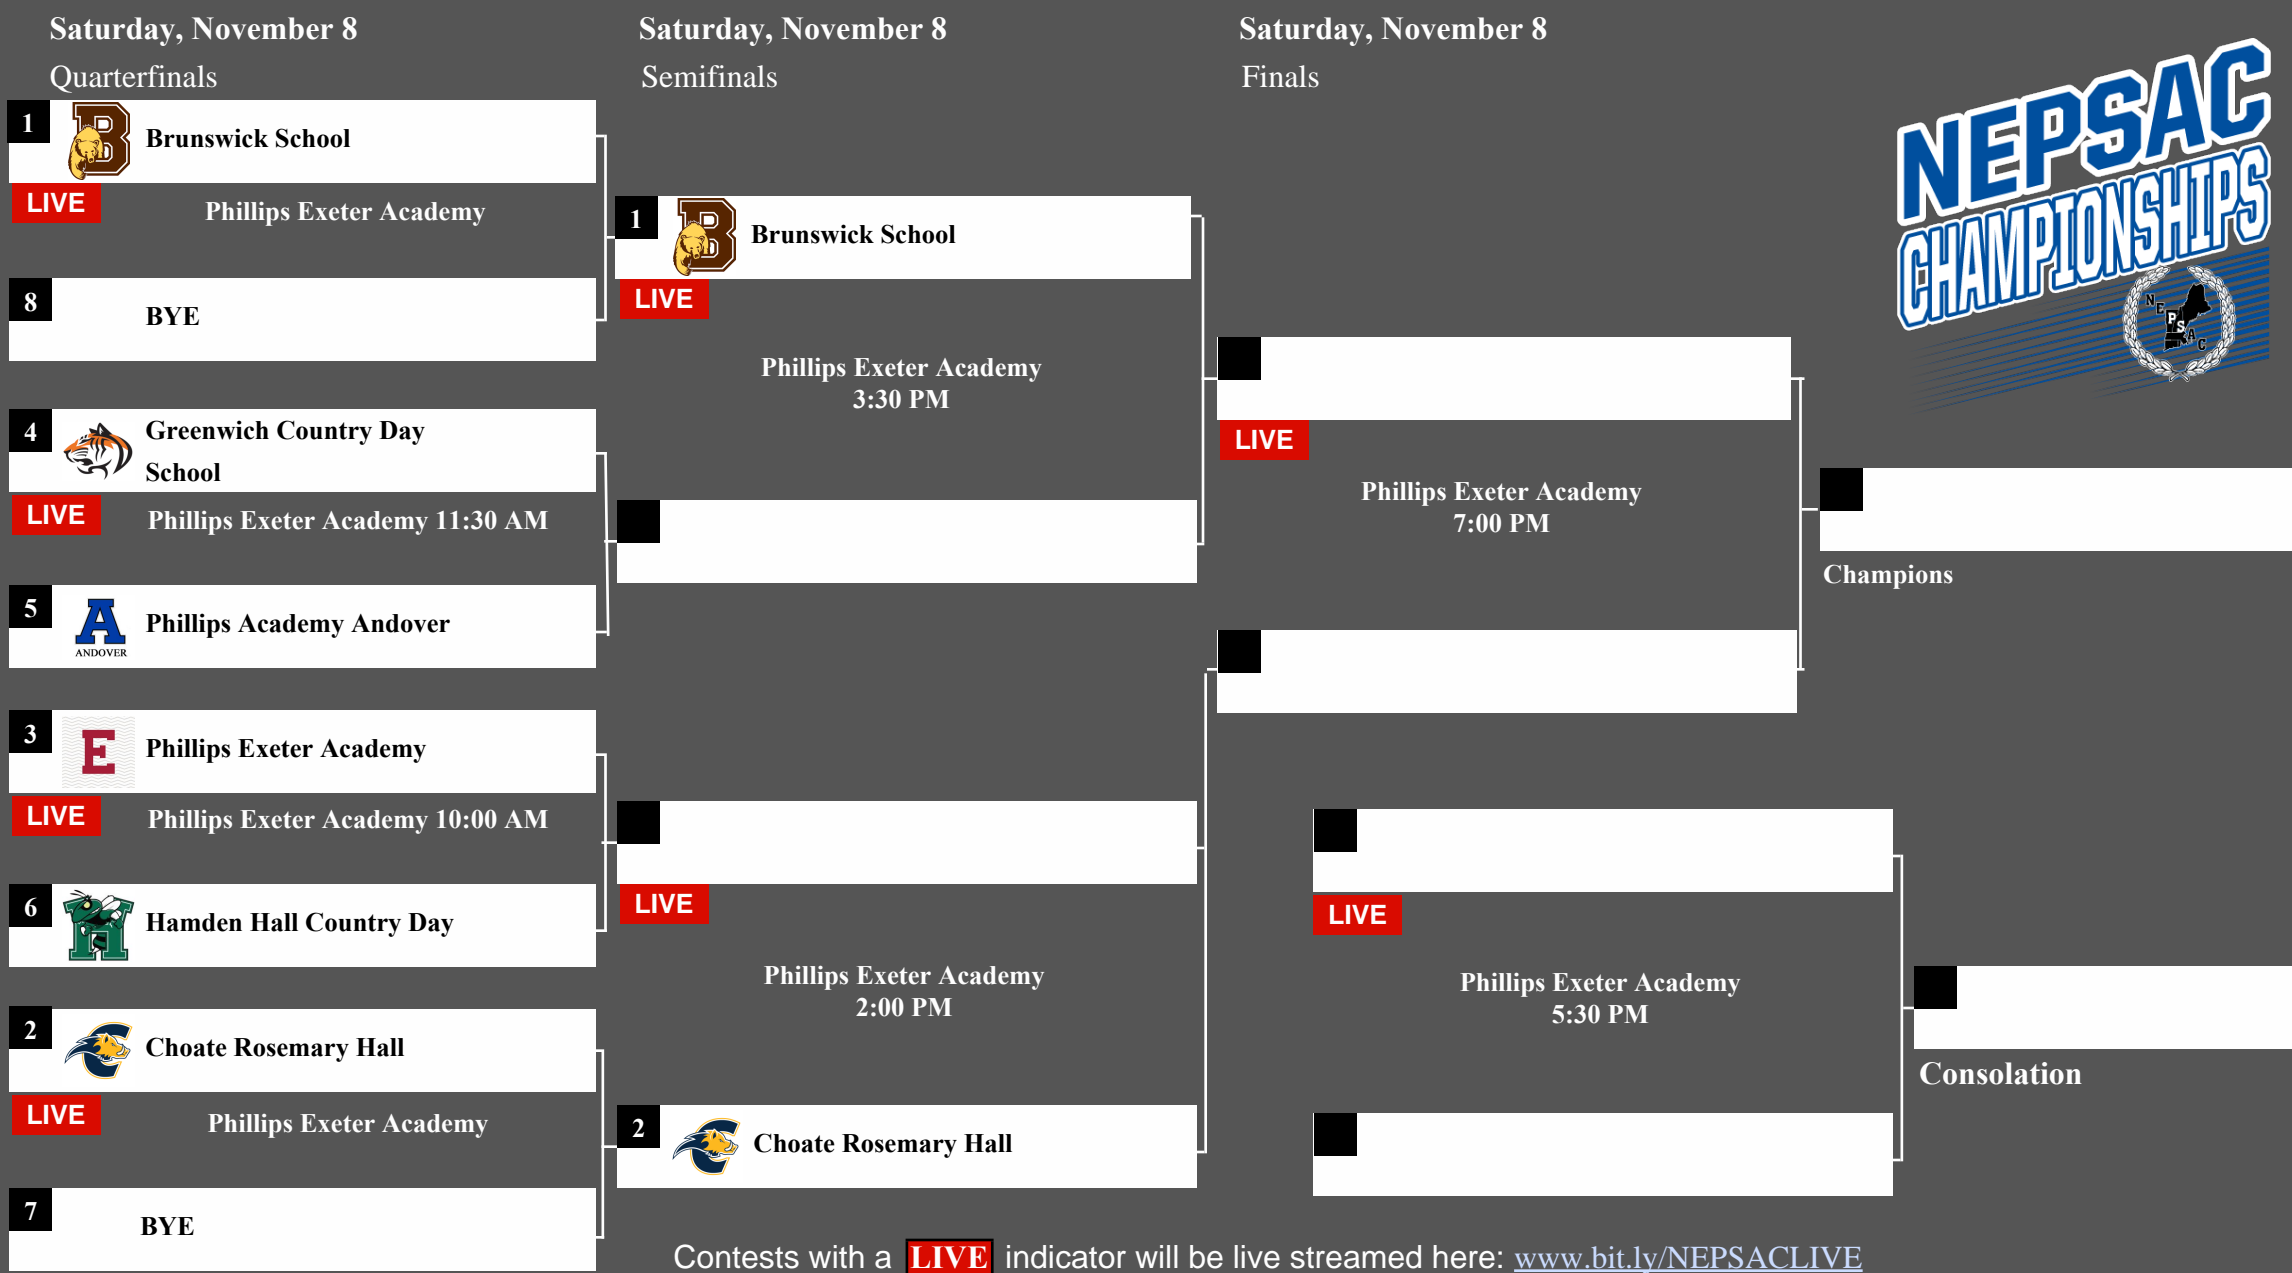 Saturday, November 8
Quarterfinals
1
B
Brunswick School
LIVE
Phillips Exeter Academy
8
BYE
4
Greenwich Country Day
School
LIVE
Phillips Exeter Academy 11:30 AM
5
A
ANDOVER
Phillips Academy Andover
3
E
Phillips Exeter Academy
LIVE
Phillips Exeter Academy 10:00 AM
6
H
Hamden Hall Country Day
2
C
Choate Rosemary Hall
LIVE
Phillips Exeter Academy
7
BYE
Saturday, November 8
Semifinals
1
B
Brunswick School
LIVE
Phillips Exeter Academy
3:30 PM
LIVE
Phillips Exeter Academy
2:00 PM
2
C
Choate Rosemary Hall
Saturday, November 8
Finals
LIVE
Phillips Exeter Academy
7:00 PM
Champions
LIVE
Phillips Exeter Academy
5:30 PM
Consolation
NEPSAC
CHAMPIONSHIPS
NEPSAC
Contests with a LIVE indicator will be live streamed here: www.bit.ly/NEPSACLIVE